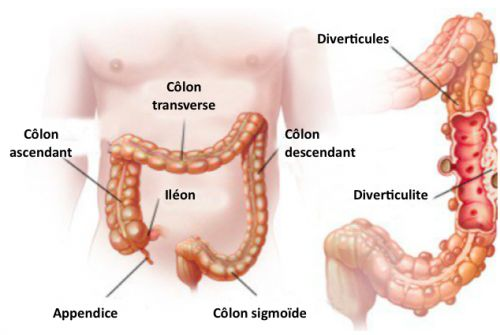 Diverticules
Côlon
transverse
Côlon
ascendant
Côlon
descendant
Iléon
Diverticulite
Appendice
Côlon sigmoïde